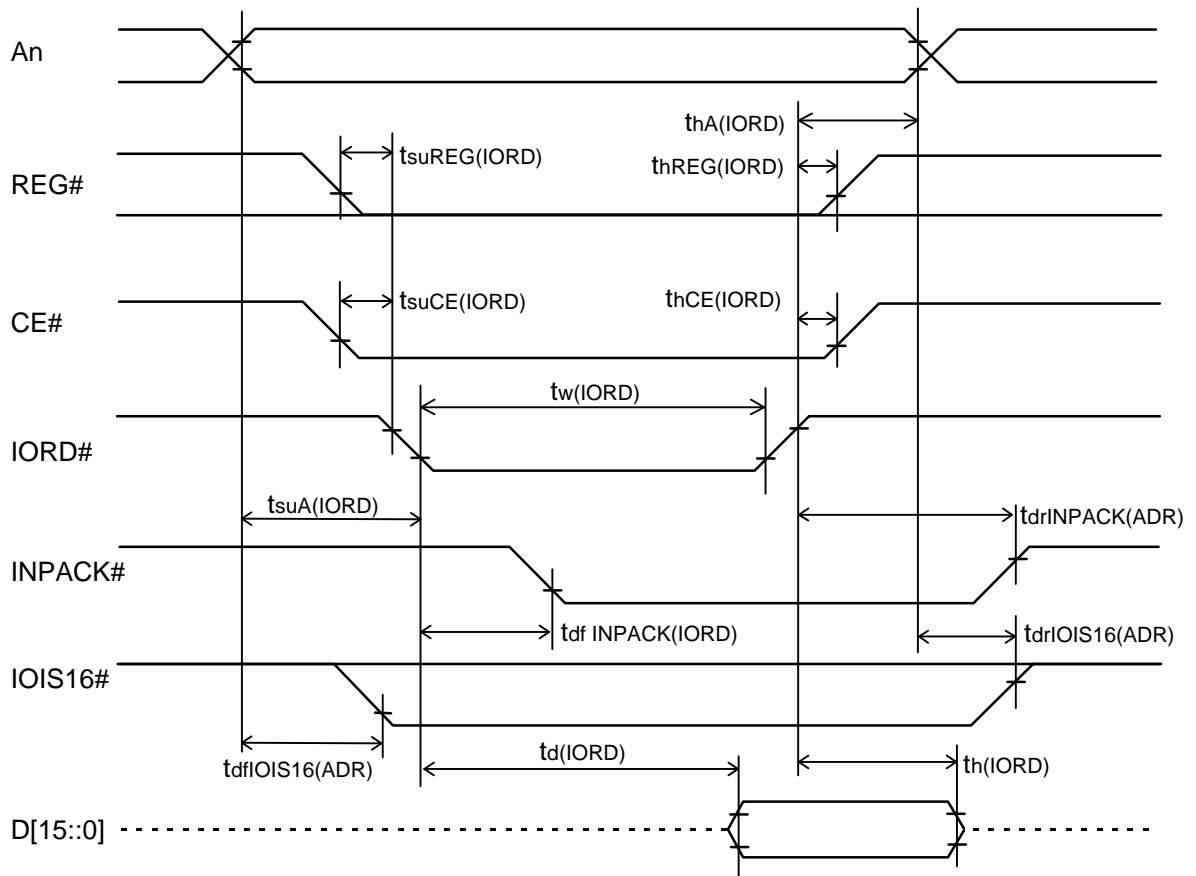 An
thA(IORD)
tsuREG(IORD)
thREG(IORD)
REG#
tsuCE(IORD)
thCE(IORD)
CE#
tw(IORD)
IORD#
tsuA(IORD)
tdrINPACK(ADR)
INPACK#
tdf INPACK(IORD)
tdrIOIS16(ADR)
IOIS16#
td(IORD)
tdfIOIS16(ADR)
th(IORD)
D[15::0]